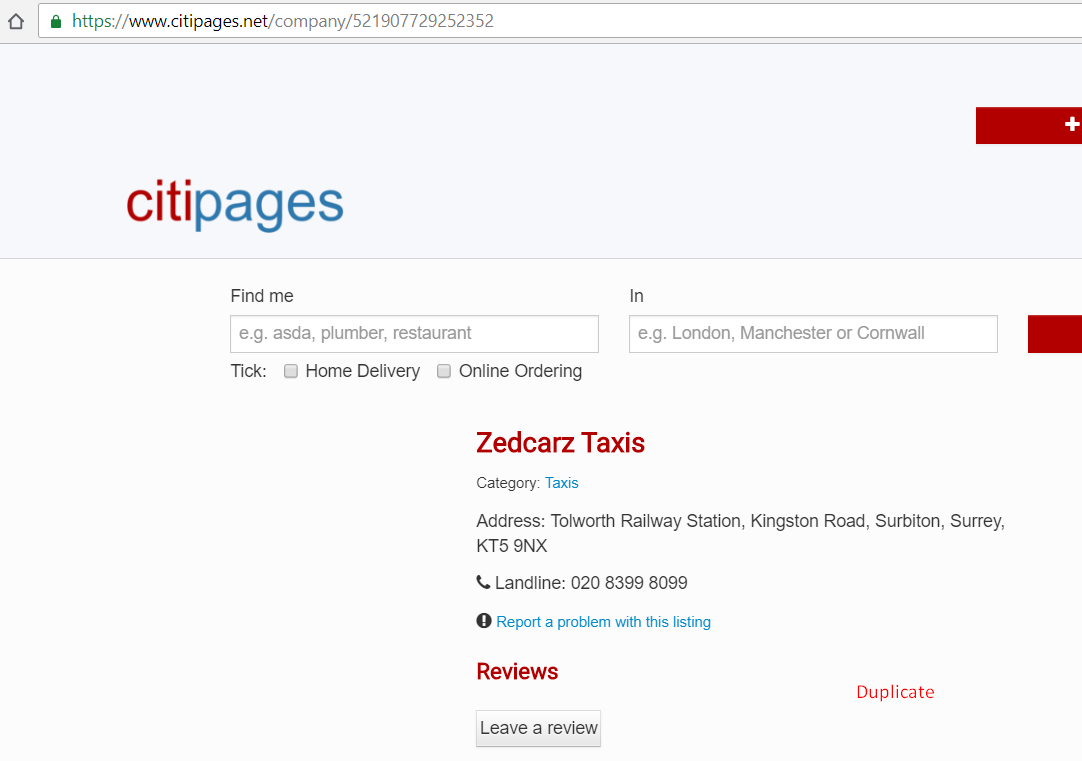 https://www.citipages.net/company/521907729252352
citipages
Find me
In
e.g. asda, plumber, restaurant
e.g. London, Manchester or Cornwall
Tick: Home Delivery Online Ordering
Zedcarz Taxis
Category: Taxis
Address: Tolworth Railway Station, Kingston Road, Surbiton, Surrey,
KT5 9NX
Landline: 020 8399 8099
Report a problem with this listing
Reviews
Duplicate
Leave a review